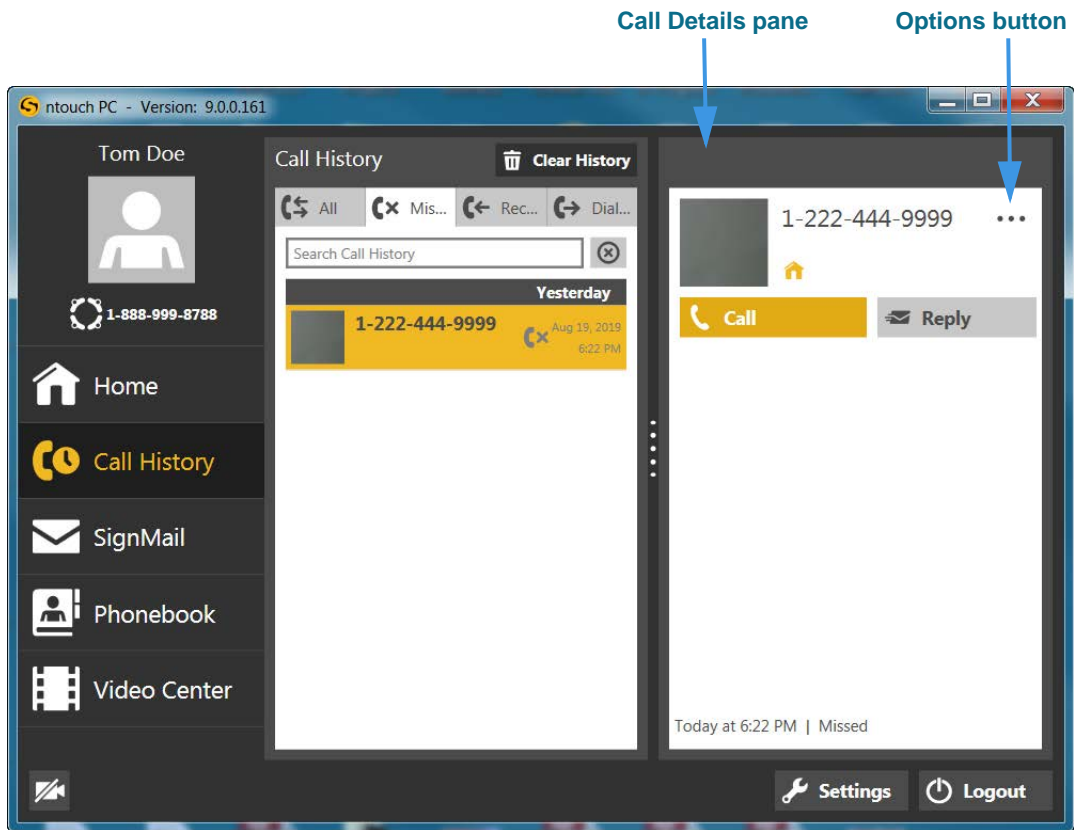 Call Details pane
Options button
ntouch PC - Version: 9.0.0.161
Tom Doe
1-888-999-8788
Home
Call History
SignMail
Phonebook
Video Center
Call History
Clear History
All
Mis...
Rec...
Dial...
Search Call History
Yesterday
1-222-444-9999
Aug 19, 2019
6:22 PM
1-222-444-9999
Call
Reply
Today at 6:22 PM | Missed
Settings
Logout